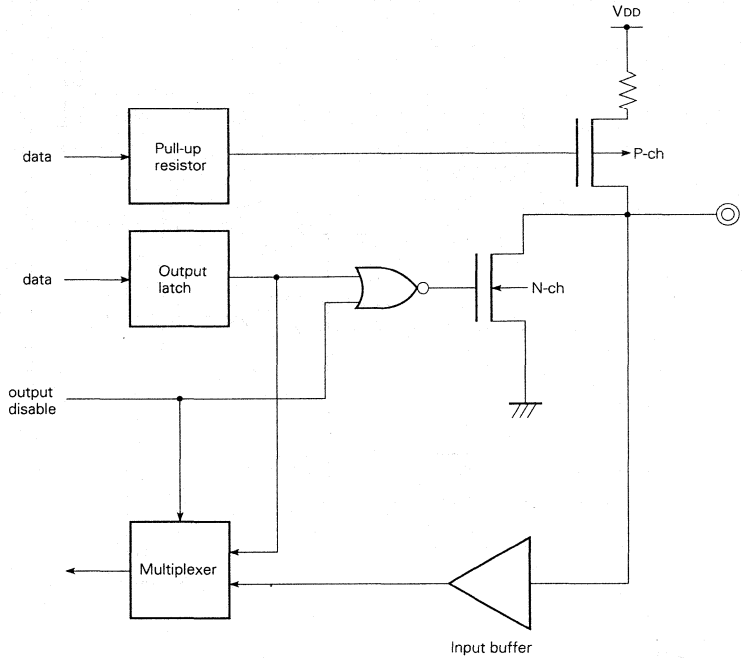 VDD
data
Pull-up
resistor
P-ch
data
Output
latch
N-ch
output
disable
Multiplexer
Input buffer